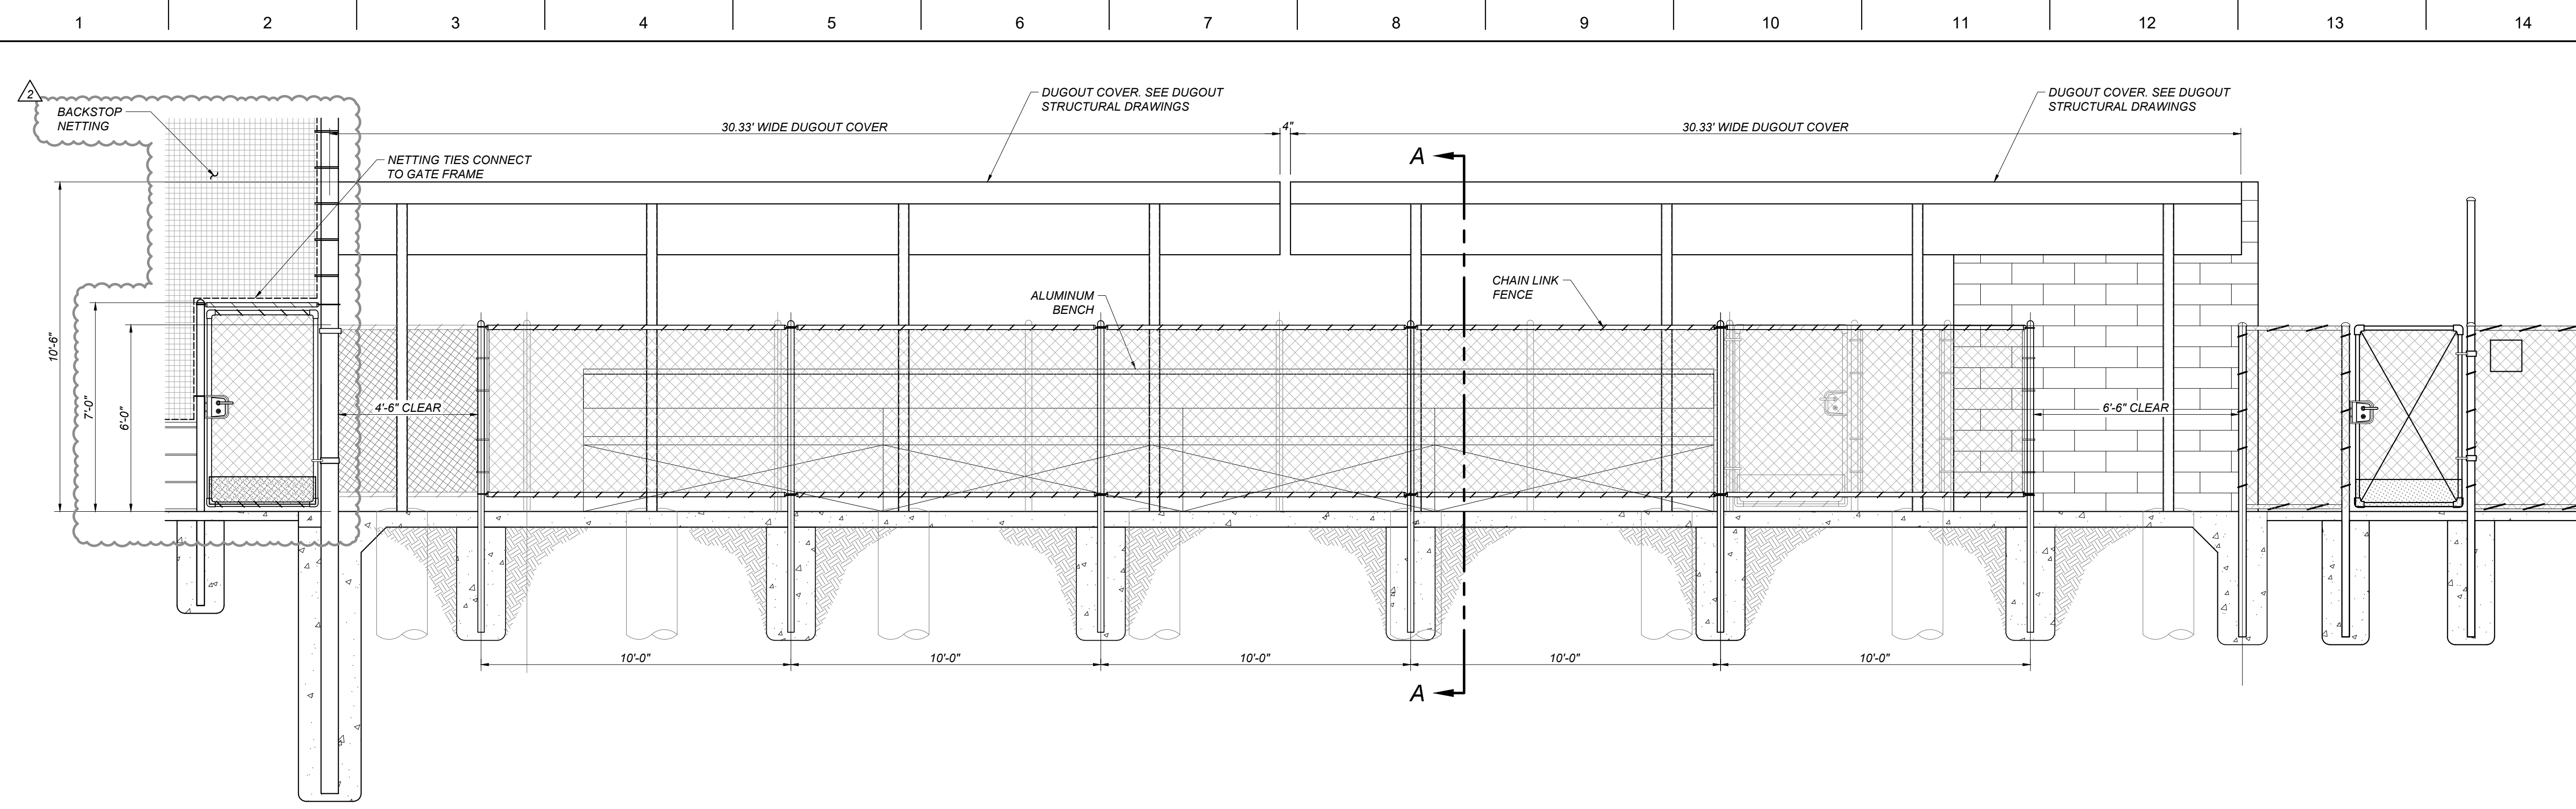 1 2 3 4 5 6 7 8 9 10 11 12 13 14
2
BACKSTOP
NETTING
DUGOUT COVER. SEE DUGOUT
STRUCTURAL DRAWINGS
DUGOUT COVER. SEE DUGOUT
STRUCTURAL DRAWINGS
30.33' WIDE DUGOUT COVER
4"
30.33' WIDE DUGOUT COVER
NETTING TIES CONNECT
TO GATE FRAME
A
CHAIN LINK
FENCE
ALUMINUM
BENCH
10'-6"
7'-0"
6'-0"
4'-6" CLEAR
6'-6" CLEAR
10'-0"
10'-0"
10'-0"
10'-0"
10'-0"
A